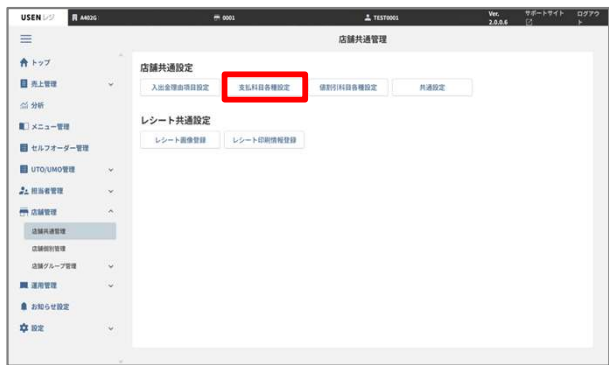 USENレジ A403G 0001 TEST0001 Ver. 2.0.0.6 サポートサイト ログアウト
店舗共通管理
トップ
売上管理
分析
メニュー管理
セルフオーダー管理
UTO/UMO管理
担当者管理
店舗管理
店舗共通管理
店舗個別管理
店舗グループ管理
運用管理
お知らせ設定
設定
店舗共通設定
入出金理由項目設定 支払科目各種設定 値割引科目各種設定 共通設定
レシート共通設定
レシート画像登録 レシート印刷情報登録